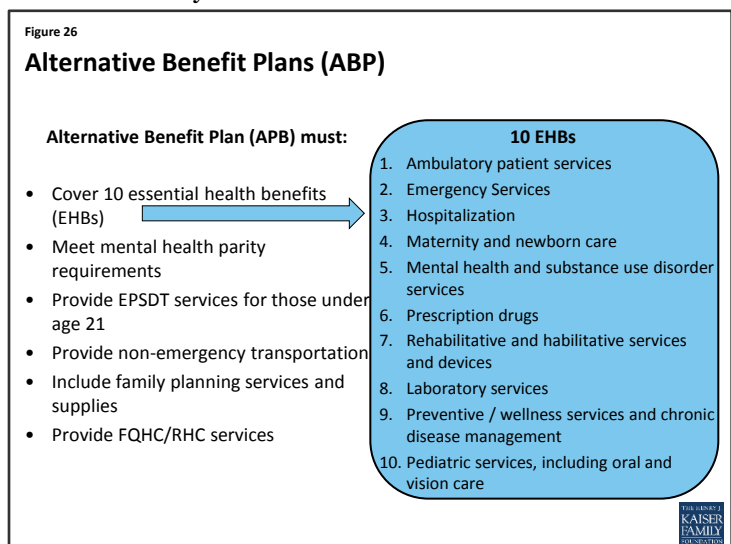 Figure 26
Alternative Benefit Plans (ABP)
Alternative Benefit Plan (APB) must:
• Cover 10 essential health benefits
(EHBs)
• Meet mental health parity
requirements
• Provide EPSDT services for those under
age 21
• Provide non-emergency transportation
• Include family planning services and
supplies
• Provide FQHC/RHC services
10 EHBs
1. Ambulatory patient services
2. Emergency Services
3. Hospitalization
4. Maternity and newborn care
5. Mental health and substance use disorder
services
6. Prescription drugs
7. Rehabilitative and habilitative services
and devices
8. Laboratory services
9. Preventive / wellness services and chronic
disease management
10. Pediatric services, including oral and
vision care
THE HENRY J
KAISER
FAMILY
FOUNDATION